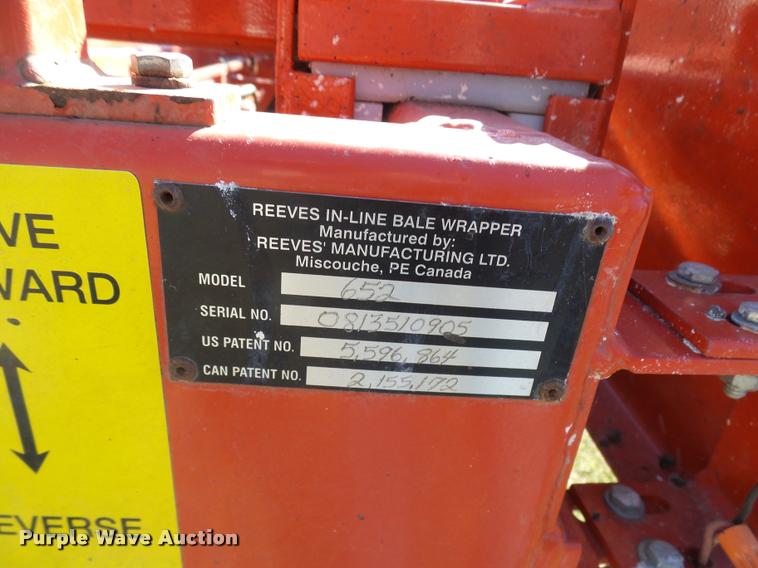 VE
WARD
EVERSE
REEVES IN-LINE BALE WRAPPER
Manufactured by:
REEVES' MANUFACTURING LTD.
Miscouche, PE Canada
MODEL 652
SERIAL NO. 0813510905
US PATENT NO. 5,596,864
CAN PATENT NO. 2,155,172
Purple Wave Auction